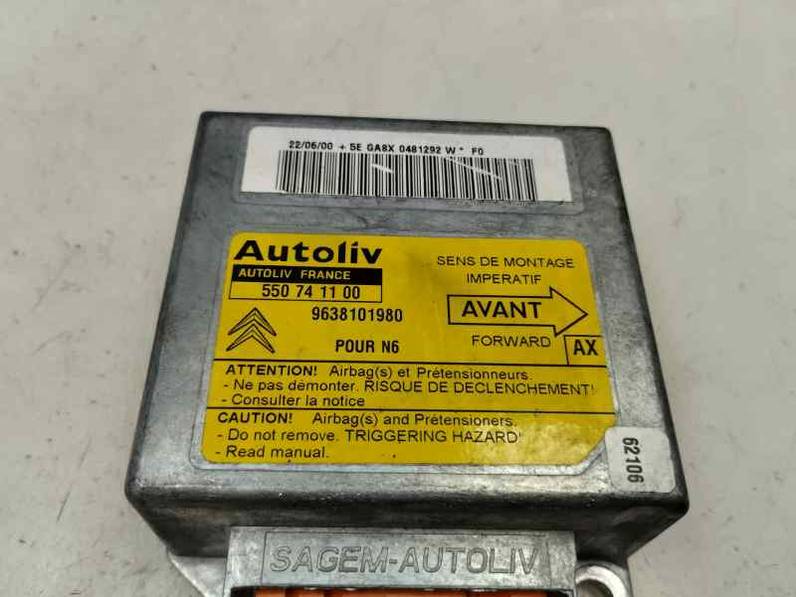 22/06/00 + 5E GA8X 0481292 W * F0
Autoliv
AUTOLIV FRANCE
550 74 11 00
9638101980
POUR N6
SENS DE MONTAGE
IMPERATIF
AVANT
FORWARD
AX
ATTENTION! Airbag(s) et Prétensionneurs.
- Ne pas démonter. RISQUE DE DECLENCHEMENT!
- Consulter la notice
CAUTION! Airbag(s) and Prétensioners.
- Do not remove. TRIGGERING HAZARD!
- Read manual.
62106
SAGEM-AUTOLIV